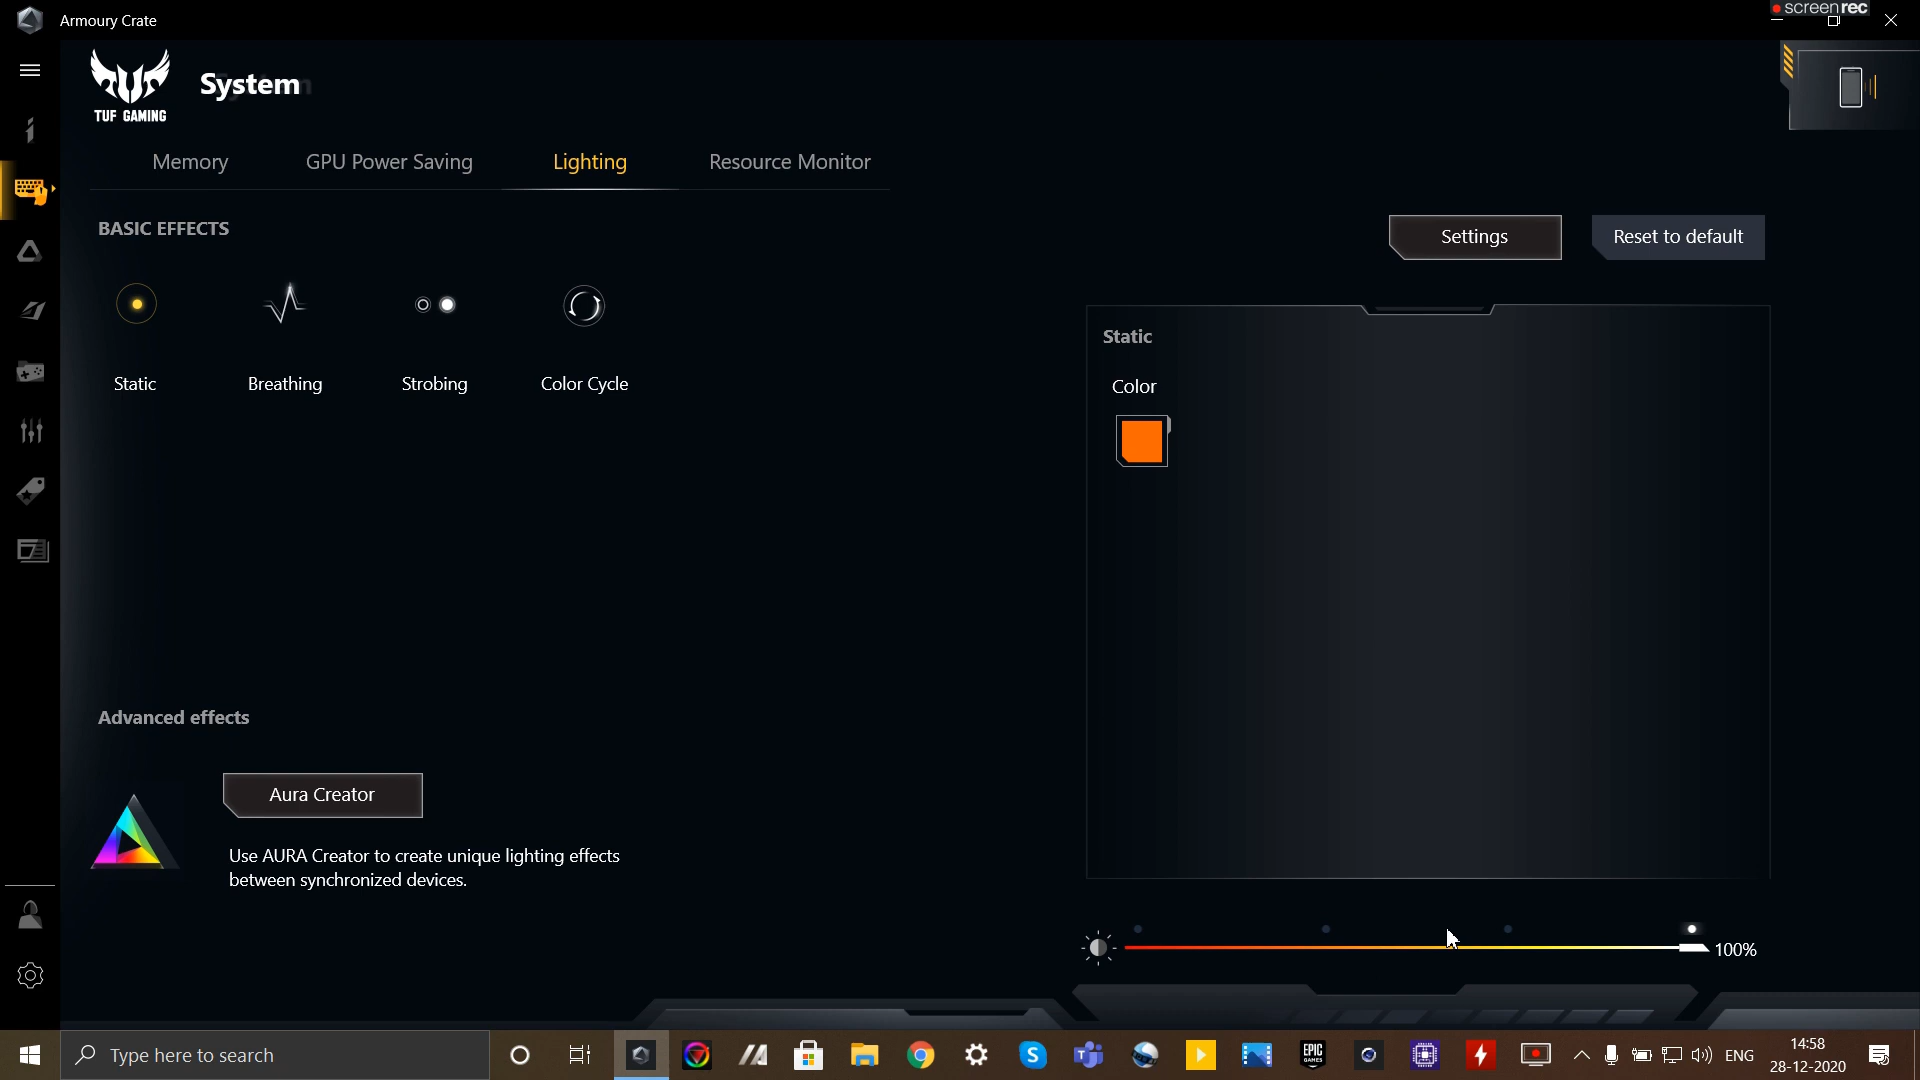 Armoury Crate
screenrec
TUF GAMING
System
Memory GPU Power Saving Lighting Resource Monitor
BASIC EFFECTS
Settings Reset to default
Static
Color
Static Breathing Strobing Color Cycle
Advanced effects
Aura Creator
Use AURA Creator to create unique lighting effects
between synchronized devices.
100%
Type here to search
EPIC
GAMES
ENG
14:58
28-12-2020